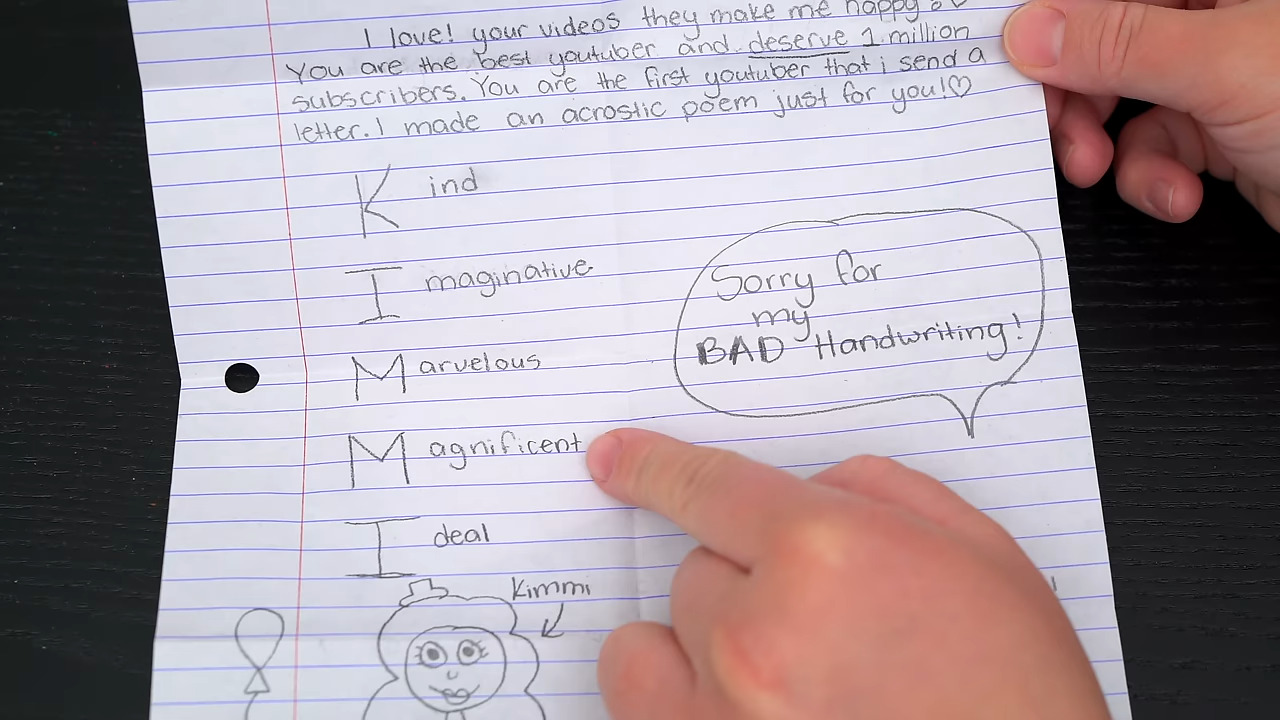 I love! your videos they make me happy
You are the best youtuber and deserve 1 million
subscribers. You are the first youtuber that i send a
letter. I made an acrostic poem just for you!♡
Kind
Imaginative
Marvelous
Magnificent
Ideal
Sorry for
my
BAD Handwriting!
Kimmi